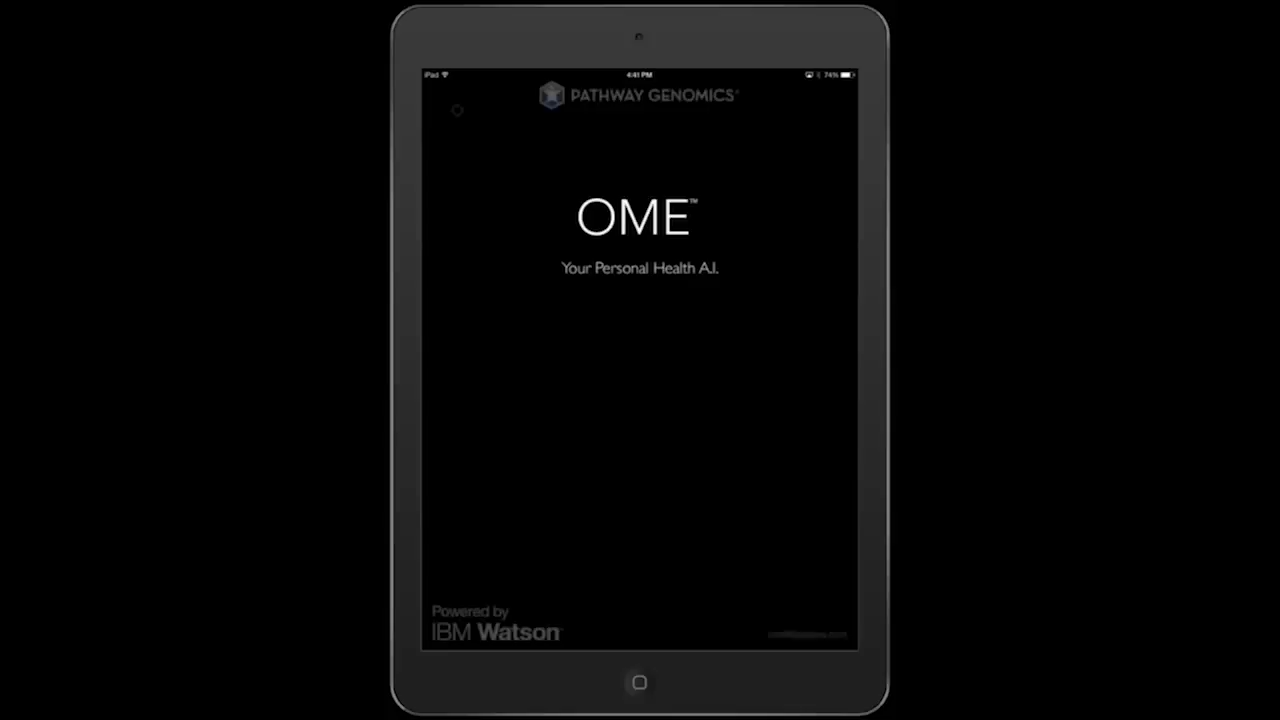 iPad 4:41 PM 74%
PATHWAY GENOMICS
OME™
Your Personal Health A.I.
Powered by
IBM Watson